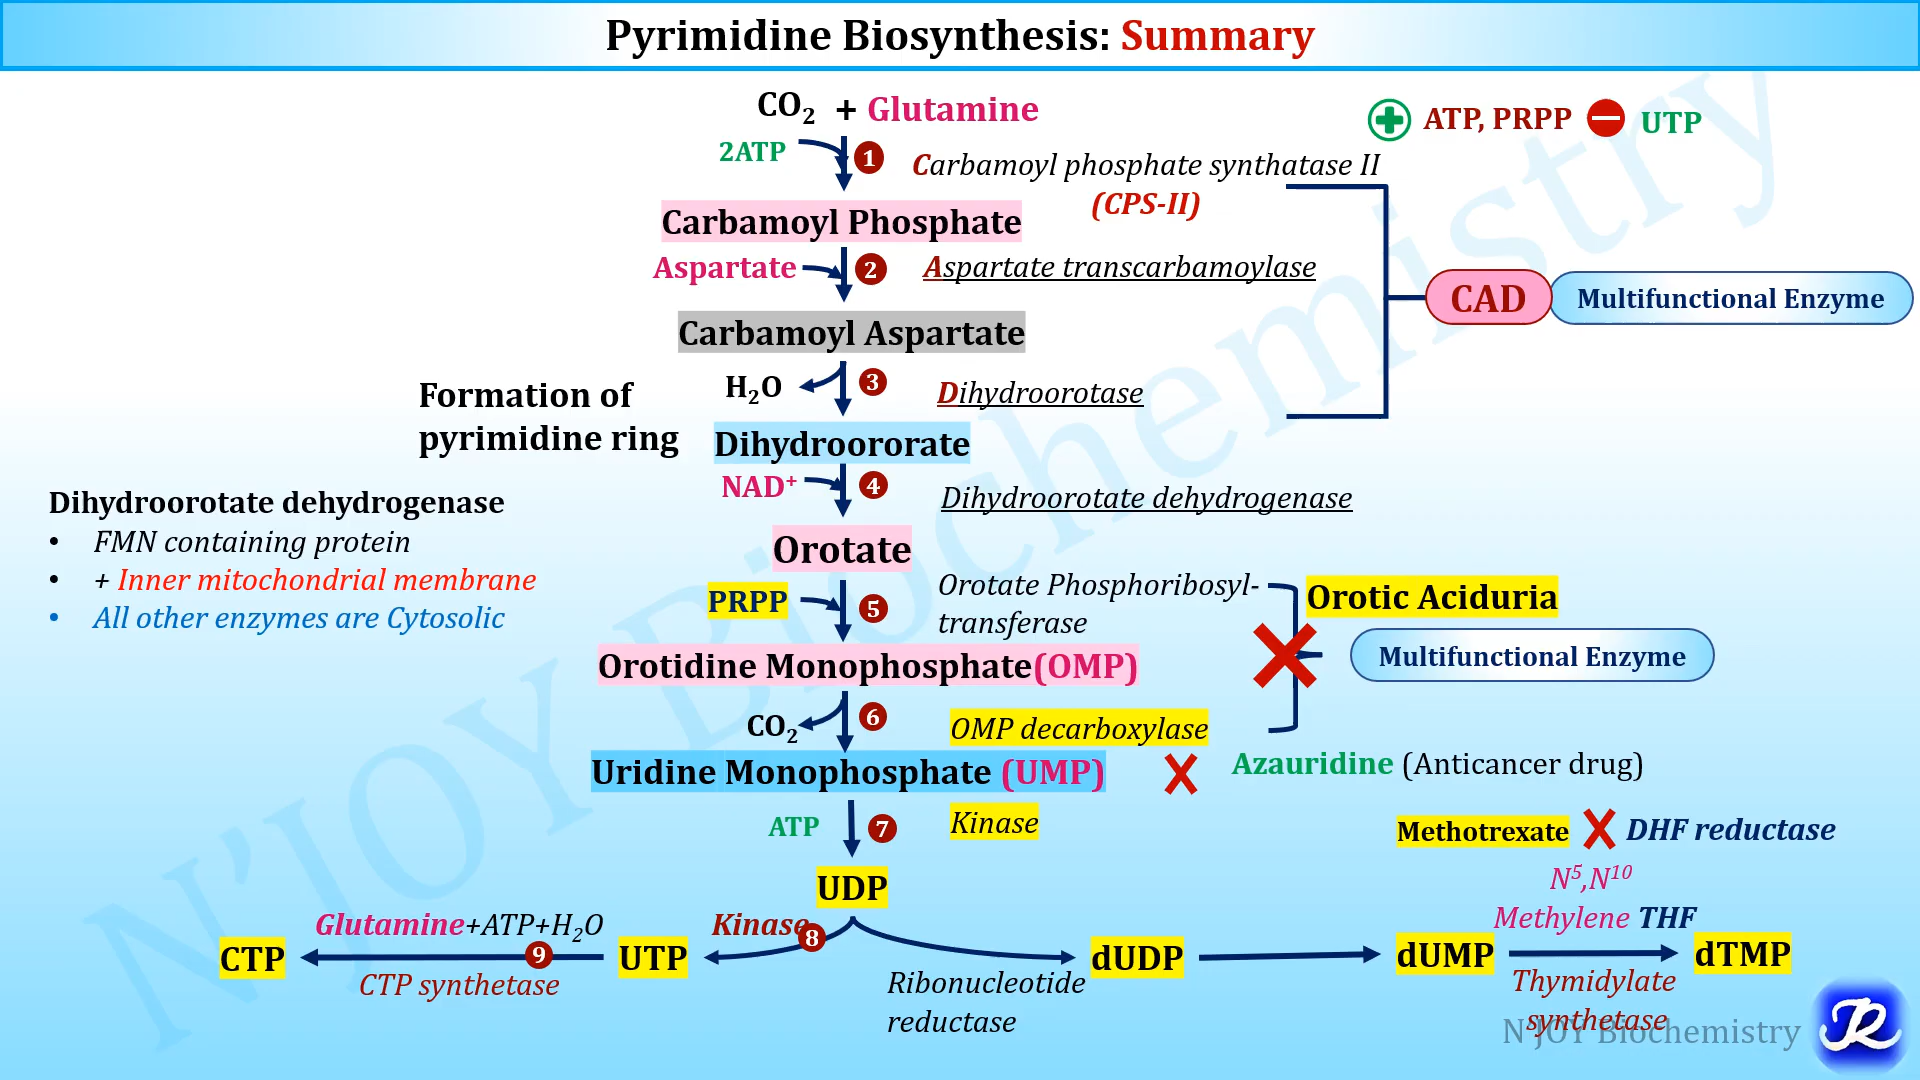 Pyrimidine Biosynthesis: Summary
CO₂ + Glutamine
ATP, PRPP UTP
2ATP
1
Carbamoyl phosphate synthatase II
(CPS-II)
Carbamoyl Phosphate
Aspartate
2
Aspartate transcarbamoylase
CAD
Multifunctional Enzyme
Carbamoyl Aspartate
H₂O
3
Dihydroorotase
Formation of
pyrimidine ring
Dihydroororate
NAD⁺
4
Dihydroorotate dehydrogenase
Dihydroorotate dehydrogenase
• FMN containing protein
• + Inner mitochondrial membrane
• All other enzymes are Cytosolic
Orotate
PRPP
5
Orotate Phosphoribosyl-
transferase
Orotic Aciduria
Multifunctional Enzyme
Orotidine Monophosphate(OMP)
CO₂
6
OMP decarboxylase
Uridine Monophosphate (UMP)
Azauridine (Anticancer drug)
ATP
7
Kinase
Methotrexate DHF reductase
UDP
N⁵,N¹⁰
Methylene THF
Glutamine+ATP+H₂O
Kinase
8
CTP
9
UTP
dUDP
dUMP
dTMP
CTP synthetase
Ribonucleotide
reductase
Thymidylate
synthetase
N'JOY Biochemistry
N'JOY Biochemistry
R